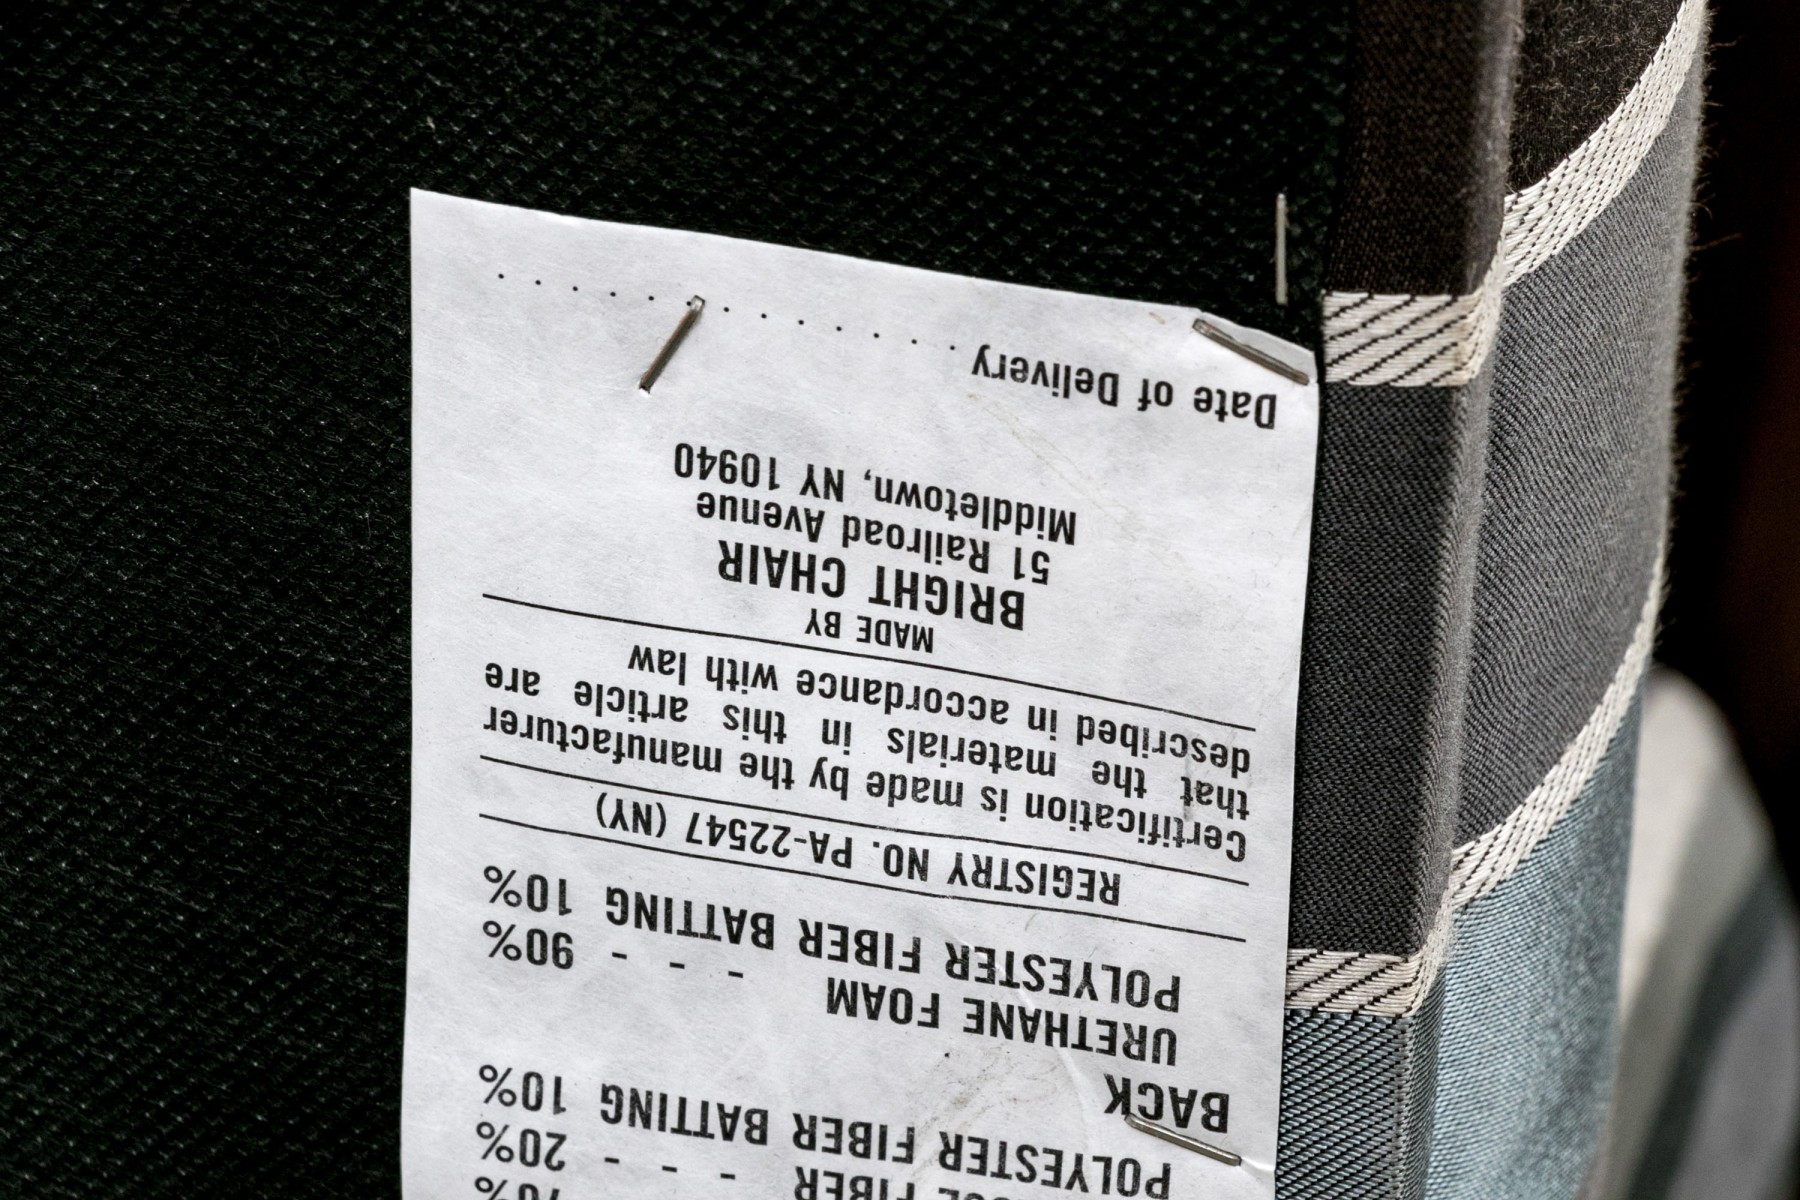 FIBER - - - 20%
POLYESTER FIBER BATTING 10%
BACK
URETHANE FOAM - - - 90%
POLYESTER FIBER BATTING 10%
REGISTRY NO. PA-22547 (NY)
Certification is made by the manufacturer
that the materials in this article are
described in accordance with law
MADE BY
BRIGHT CHAIR
51 Railroad Avenue
Middletown, NY 10940
Date of Delivery ..............